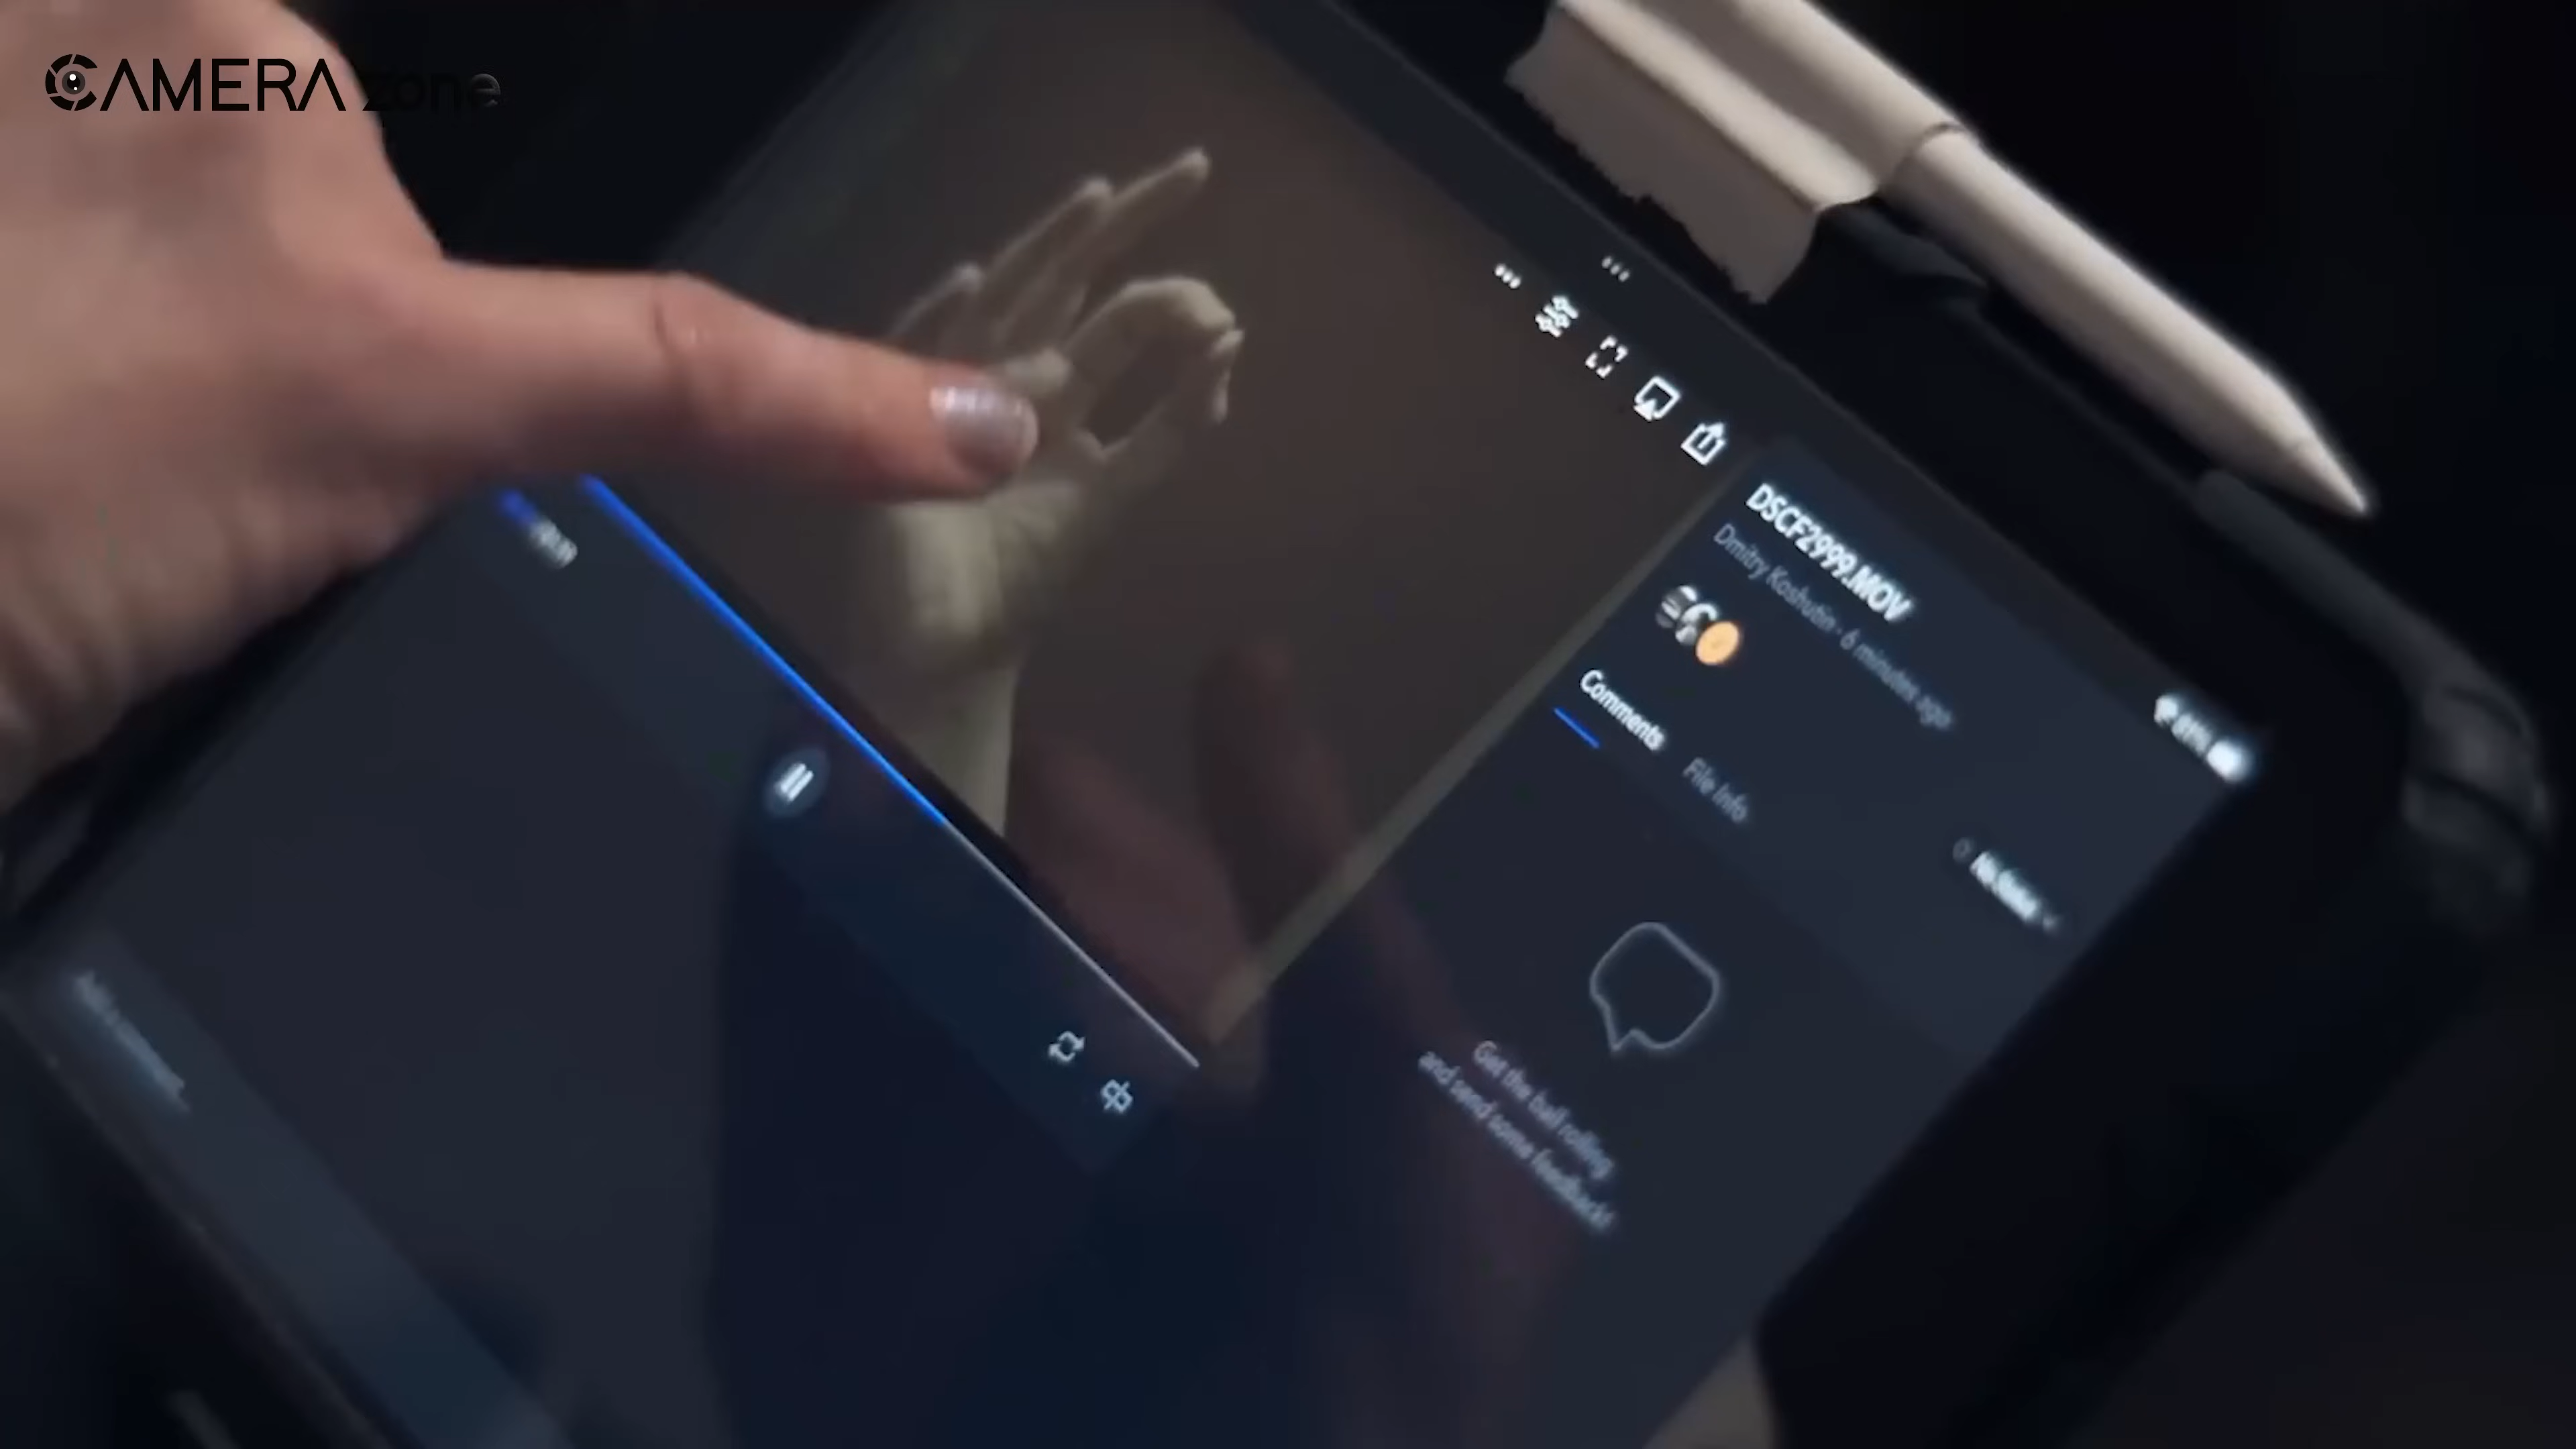 CAMERA zone
DSCF2999.MOV
Dmitry Koshutin · 6 minutes ago
Comments
File Info
Get the ball rolling
and send some feedback!